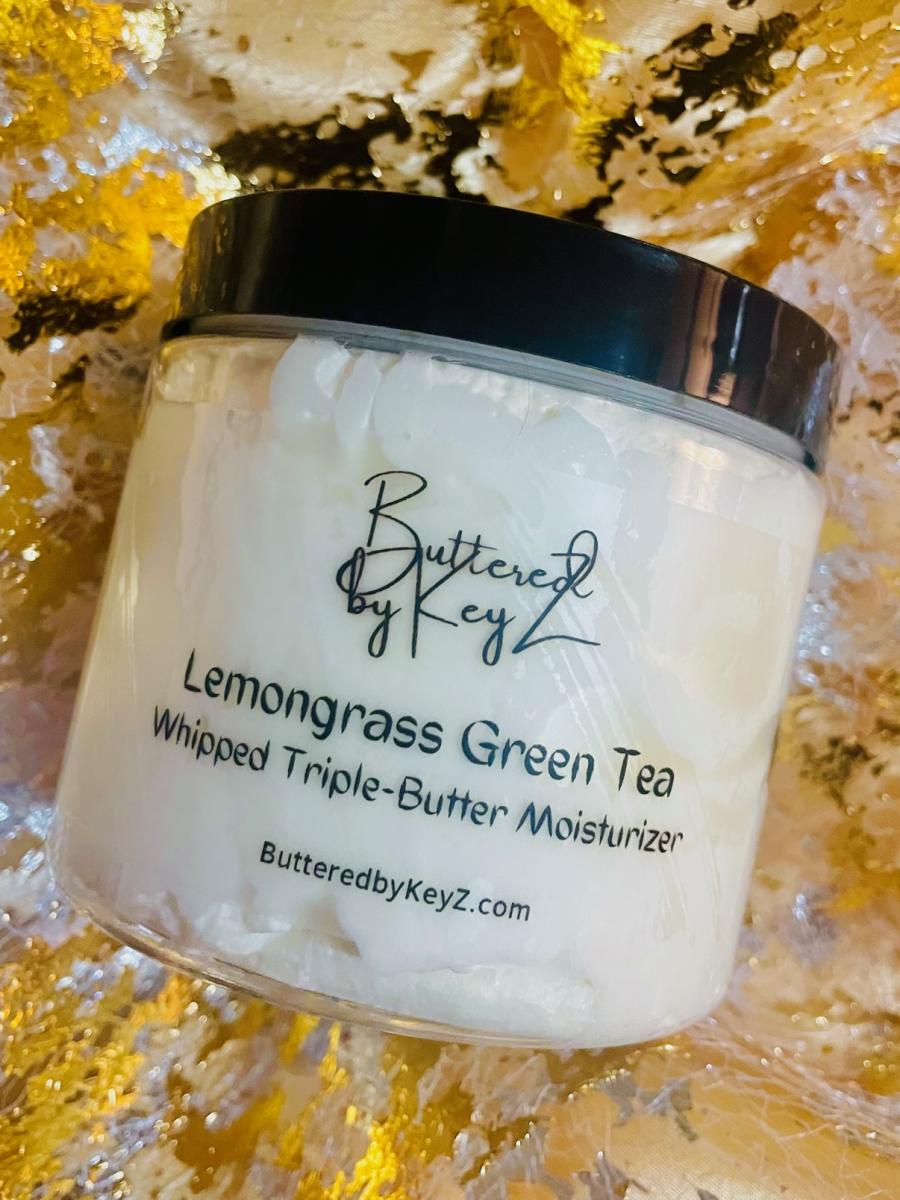 Buttered
by KeyZ
Lemongrass Green Tea
Whipped Triple-Butter Moisturizer
ButteredbyKeyZ.com